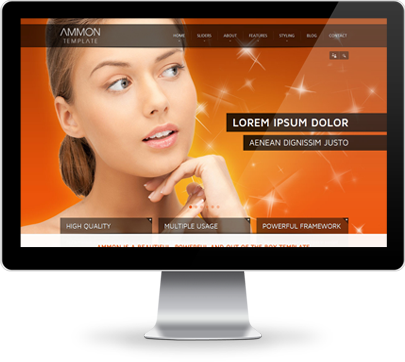 AMMON
TEMPLATE
HOME SLIDERS ABOUT FEATURES STYLING BLOG CONTACT
LOREM IPSUM DOLOR
AENEAN DIGNISSIM JUSTO
HIGH QUALITY MULTIPLE USAGE POWERFUL FRAMEWORK
AMMON IS A BEAUTIFUL, POWERFUL AND OUT OF THE BOX TEMPLATE